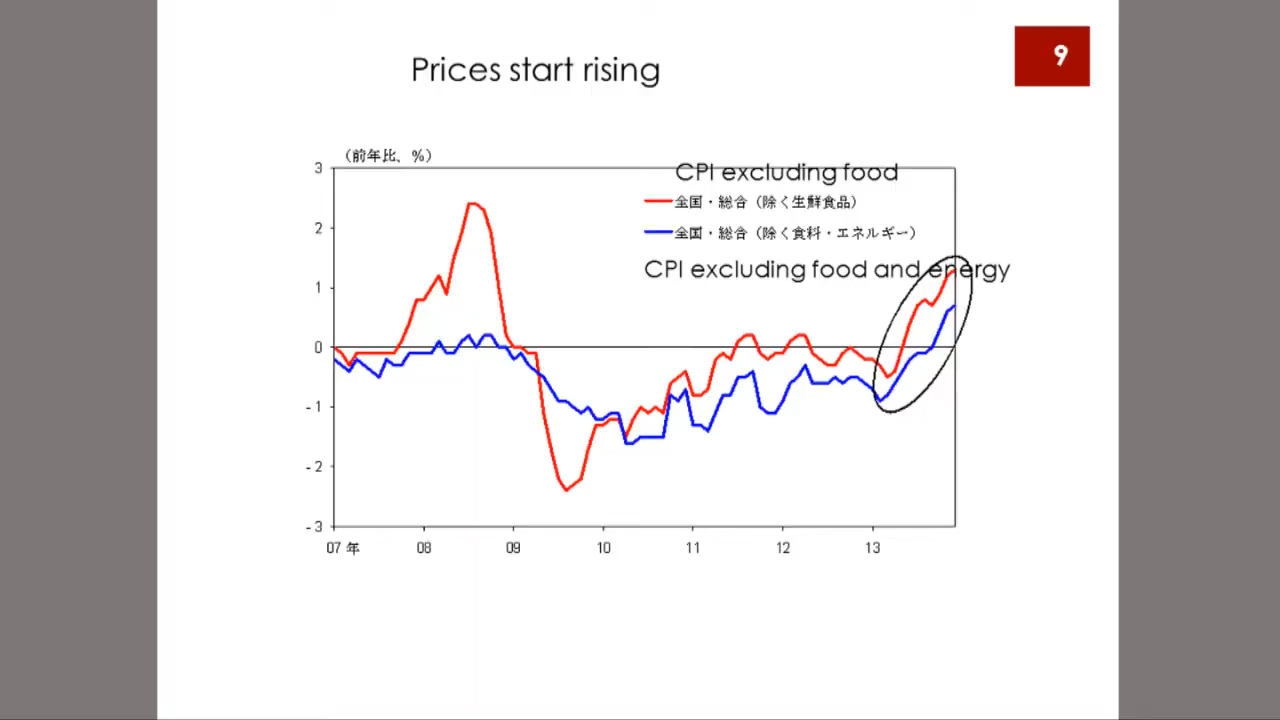 Prices start rising
9
（前年比、%）
CPI excluding food
全国・総合（除く生鮮食品）
全国・総合（除く食料・エネルギー）
CPI excluding food and energy
3
2
1
0
-1
-2
-3
07年 08 09 10 11 12 13